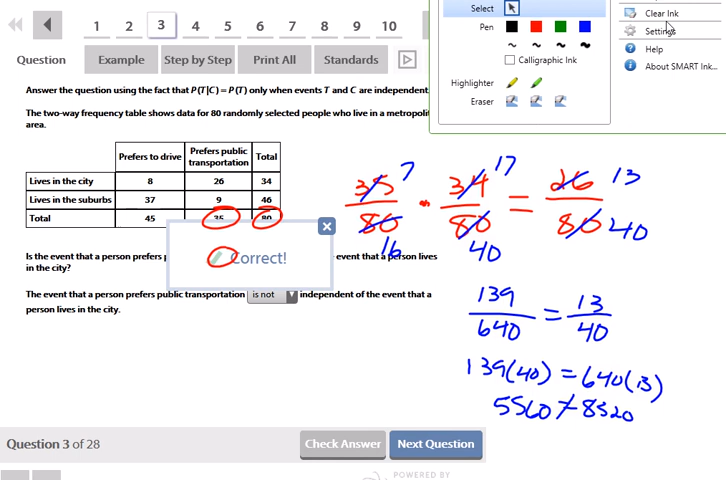 Select
Pen
Clear Ink
Settings
Help
About SMART Ink...
Calligraphic Ink
Highlighter
Eraser
1 2 3 4 5 6 7 8 9 10
Question
Example
Step by Step
Print All
Standards
Answer the question using the fact that P(T|C) = P(T) only when events T and C are independent
The two-way frequency table shows data for 80 randomly selected people who live in a metropolit
area.
Prefers to drive Prefers public transportation Total
Lives in the city 8 26 34
Lives in the suburbs 37 9 46
Total 45 35 80
Is the event that a person prefers p event that a person lives
in the city?
Correct!
The event that a person prefers public transportation is not independent of the event that a
person lives in the city.
35/80 · 34/80 = 26/80
7 17 13
16 40 40
139/640 = 13/40
139(40) = 640(13)
5560 ≠ 8320
Question 3 of 28
Check Answer
Next Question
POWERED BY